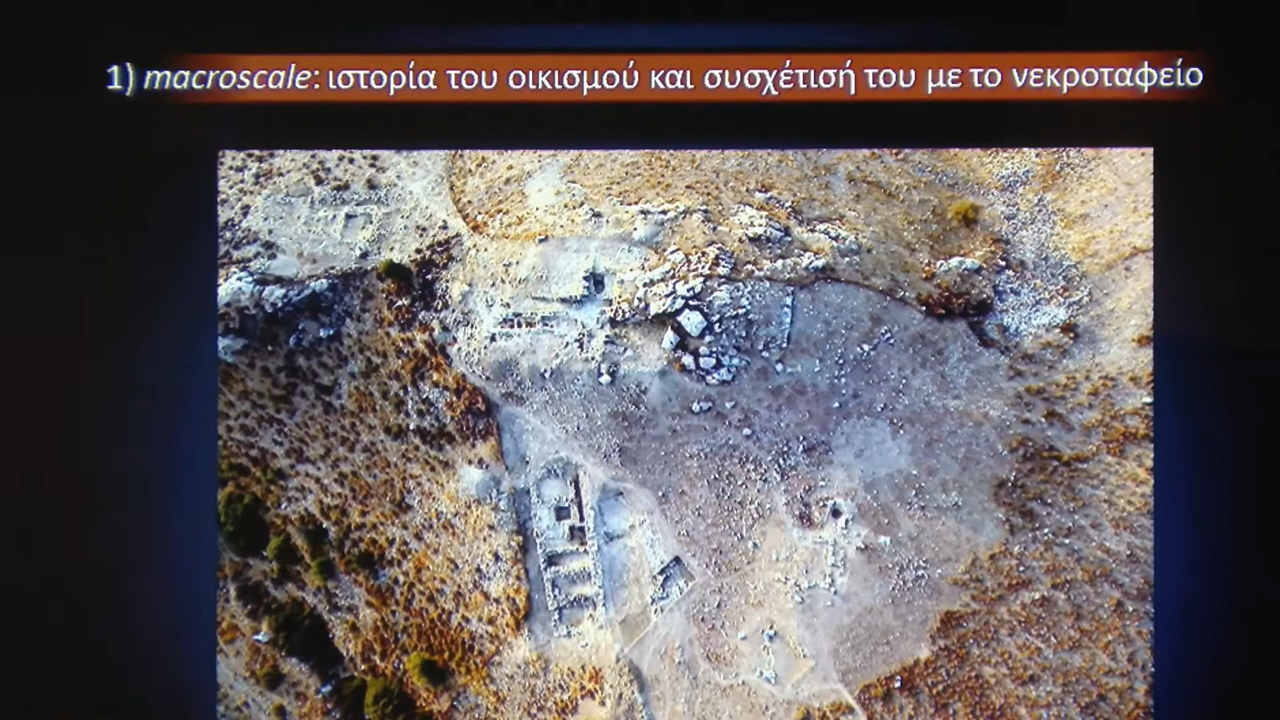 1) macroscale: ιστορία του οικισμού και συσχέτισή του με το νεκροταφείο